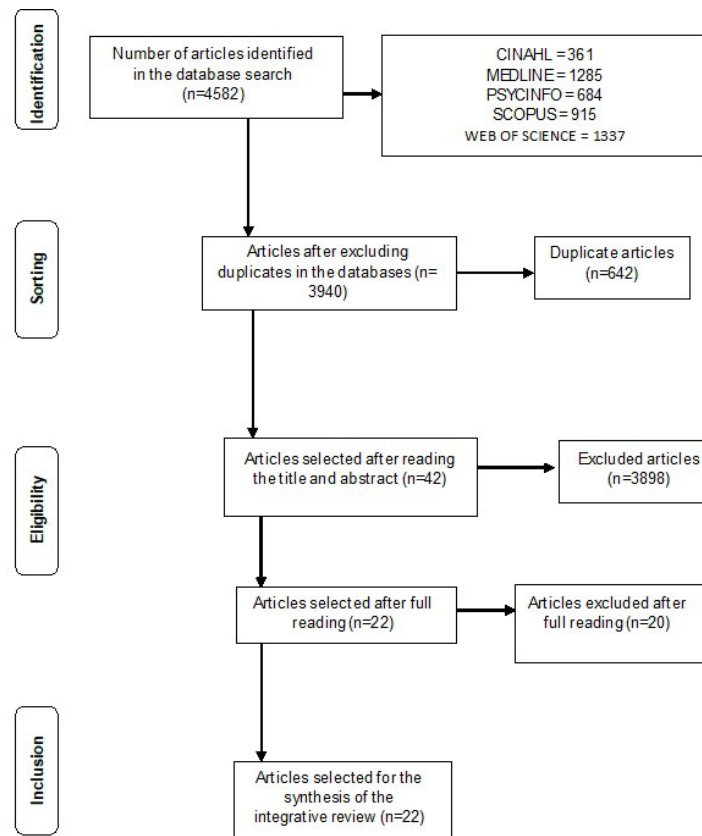 Identification
Number of articles identified
in the database search
(n=4582)
CINAHL = 361
MEDLINE = 1285
PSYCINFO = 684
SCOPUS = 915
WEB OF SCIENCE = 1337
Sorting
Articles after excluding
duplicates in the databases (n=
3940)
Duplicate articles
(n=642)
Eligibility
Articles selected after reading
the title and abstract (n=42)
Excluded articles
(n=3898)
Articles selected after full
reading (n=22)
Articles excluded after
full reading (n=20)
Inclusion
Articles selected for the
synthesis of the
integrative review (n=22)